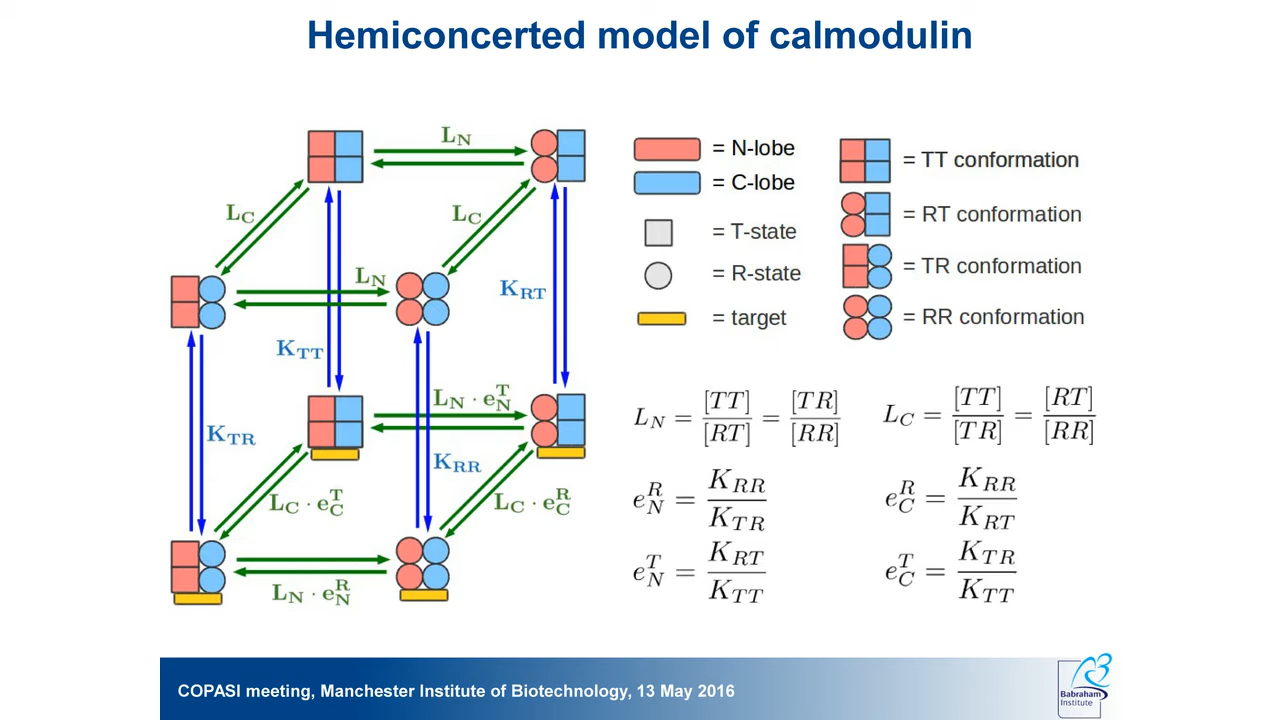 Hemiconcerted model of calmodulin
L_N
L_C
L_C
L_N
K_RT
K_TT
L_N · e_N^T
K_TR
K_RR
L_C · e_C^T
L_C · e_C^R
L_N · e_N^R
= N-lobe
= C-lobe
= T-state
= R-state
= target
= TT conformation
= RT conformation
= TR conformation
= RR conformation
L_N = [TT]/[RT] = [TR]/[RR]
L_C = [TT]/[TR] = [RT]/[RR]
e_N^R = K_RR/K_TR
e_C^R = K_RR/K_RT
e_N^T = K_RT/K_TT
e_C^T = K_TR/K_TT
COPASI meeting, Manchester Institute of Biotechnology, 13 May 2016
Babraham
Institute